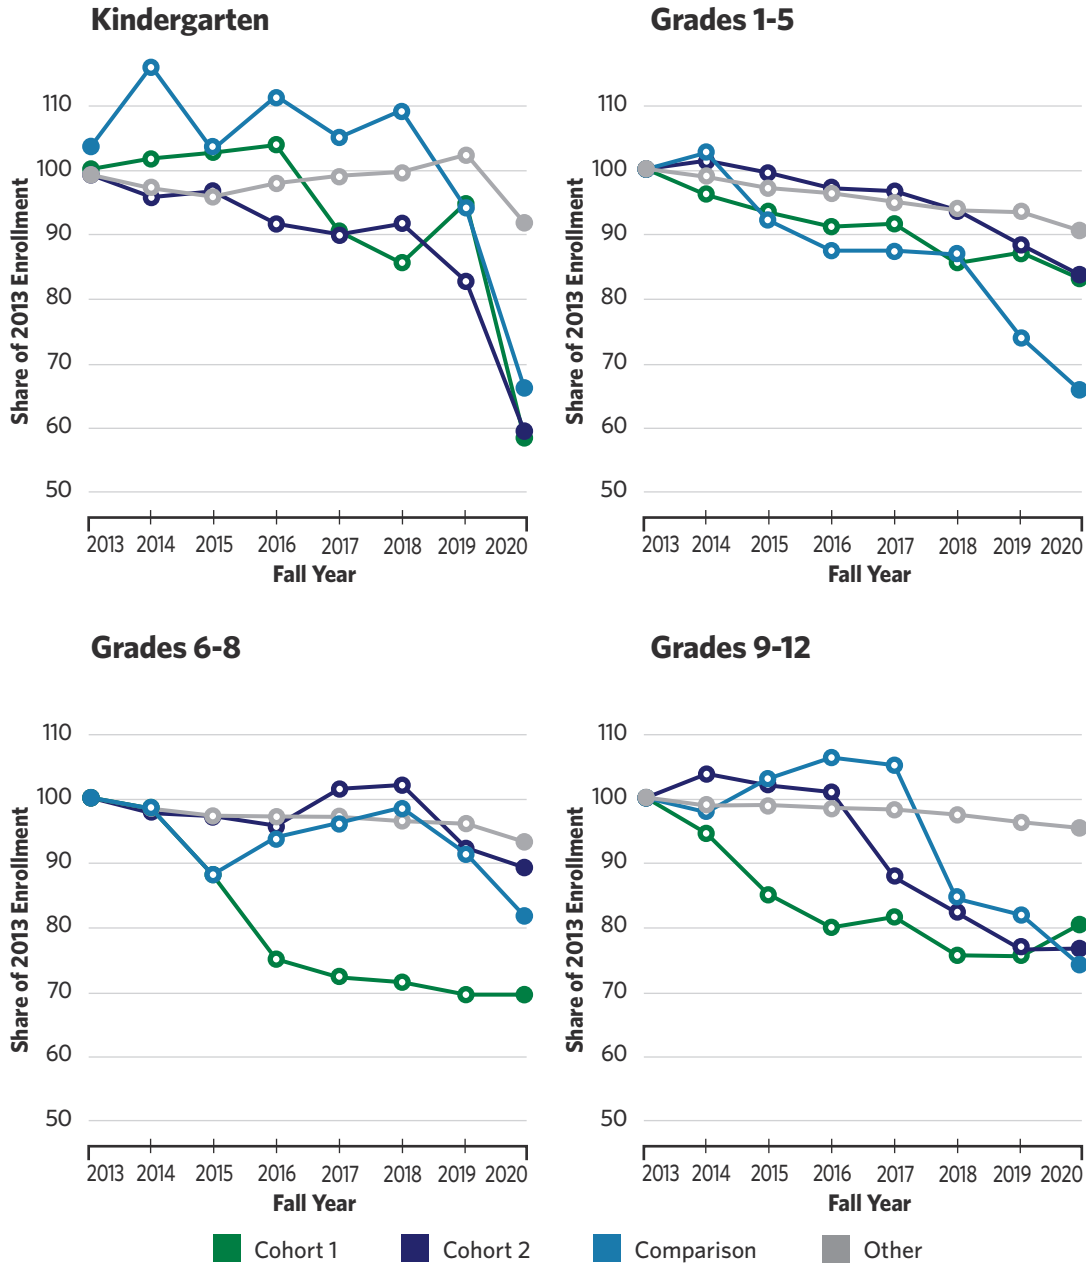 Kindergarten
110
100
90
80
70
60
50
Share of 2013 Enrollment
2013 2014 2015 2016 2017 2018 2019 2020
Fall Year
Grades 1-5
110
100
90
80
70
60
50
Share of 2013 Enrollment
2013 2014 2015 2016 2017 2018 2019 2020
Fall Year
Grades 6-8
110
100
90
80
70
60
50
Share of 2013 Enrollment
2013 2014 2015 2016 2017 2018 2019 2020
Fall Year
Grades 9-12
110
100
90
80
70
60
50
Share of 2013 Enrollment
2013 2014 2015 2016 2017 2018 2019 2020
Fall Year
Cohort 1 Cohort 2 Comparison Other